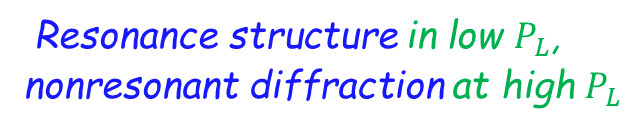 Resonance structure in low P_L,
nonresonant diffraction at high P_L